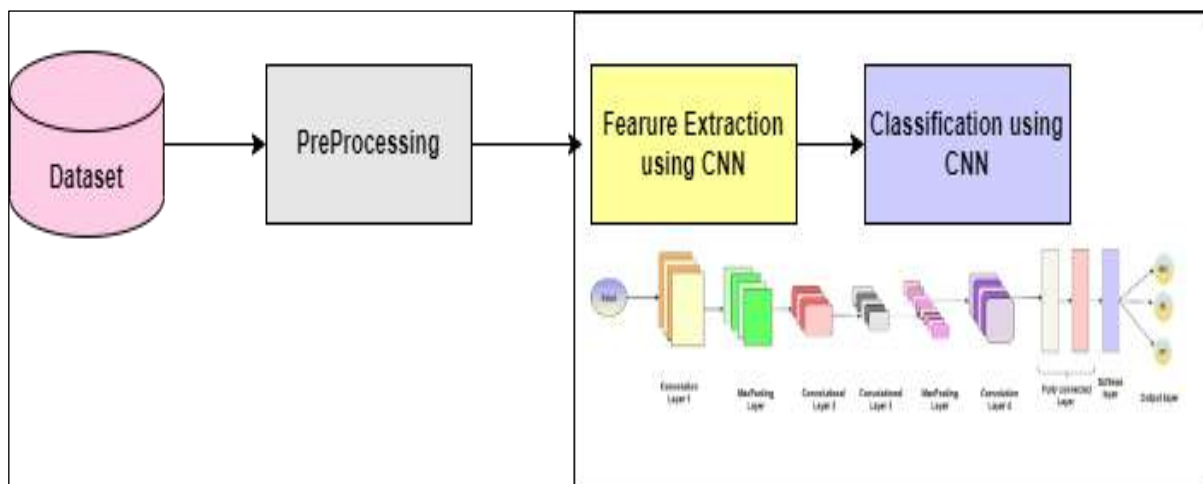 Dataset
PreProcessing
Fearure Extraction
using CNN
Classification using
CNN
Convolution
Layer 1
MaxPooling
Layer
Convolutional
Layer 2
Convolutional
Layer 3
MaxPooling
Layer
Convolution
Layer 4
Fully connected
Layer
Softmax
layer
Output layer